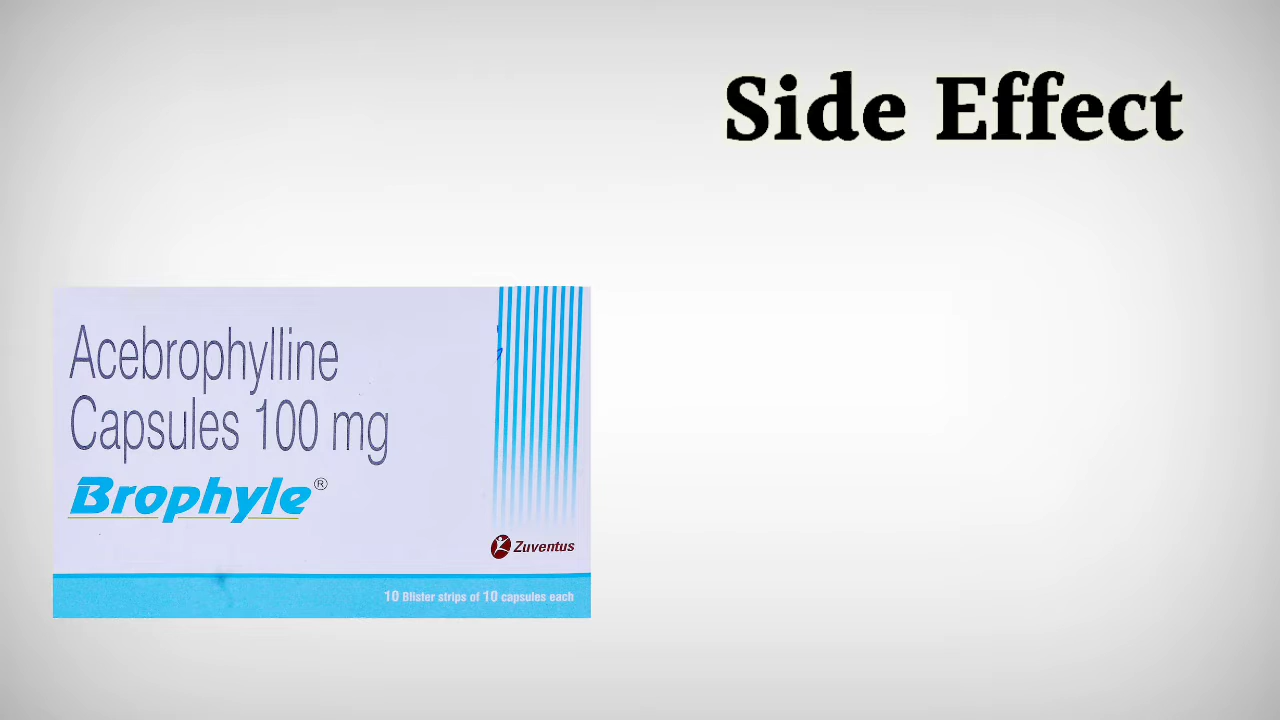 Side Effect
Acebrophylline
Capsules 100 mg
Brophyle®
Zuventus
10 Blister strips of 10 capsules each